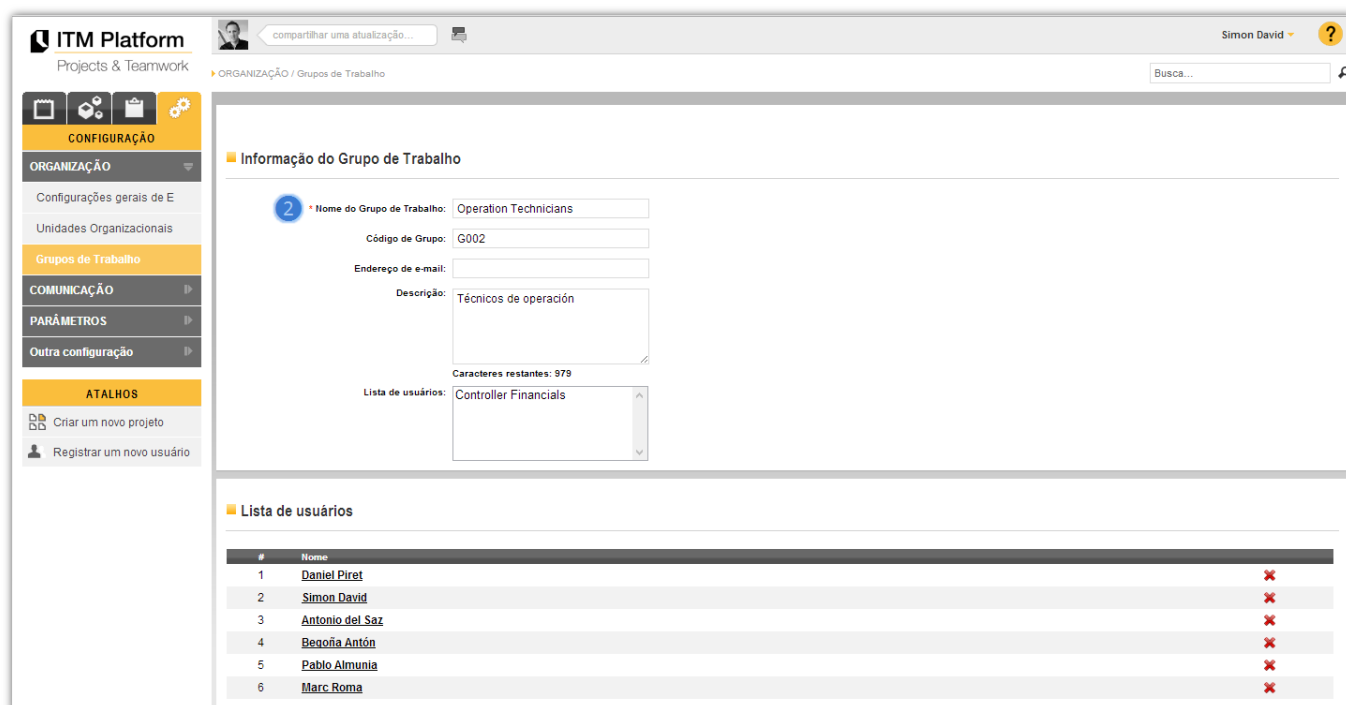 ITM Platform
Projects & Teamwork
compartilhar uma atualização...
Simon David
?
ORGANIZAÇÃO / Grupos de Trabalho
Busca...
CONFIGURAÇÃO
ORGANIZAÇÃO
Configurações gerais de E
Unidades Organizacionais
Grupos de Trabalho
COMUNICAÇÃO
PARÂMETROS
Outra configuração
ATALHOS
Criar um novo projeto
Registrar um novo usuário
Informação do Grupo de Trabalho
2 * Nome do Grupo de Trabalho: Operation Technicians
Código de Grupo: G002
Endereço de e-mail:
Descrição: Técnicos de operación
Caracteres restantes: 979
Lista de usuários: Controller Financials
Lista de usuários
# Nome
1 Daniel Piret
2 Simon David
3 Antonio del Saz
4 Begoña Antón
5 Pablo Almunia
6 Marc Roma